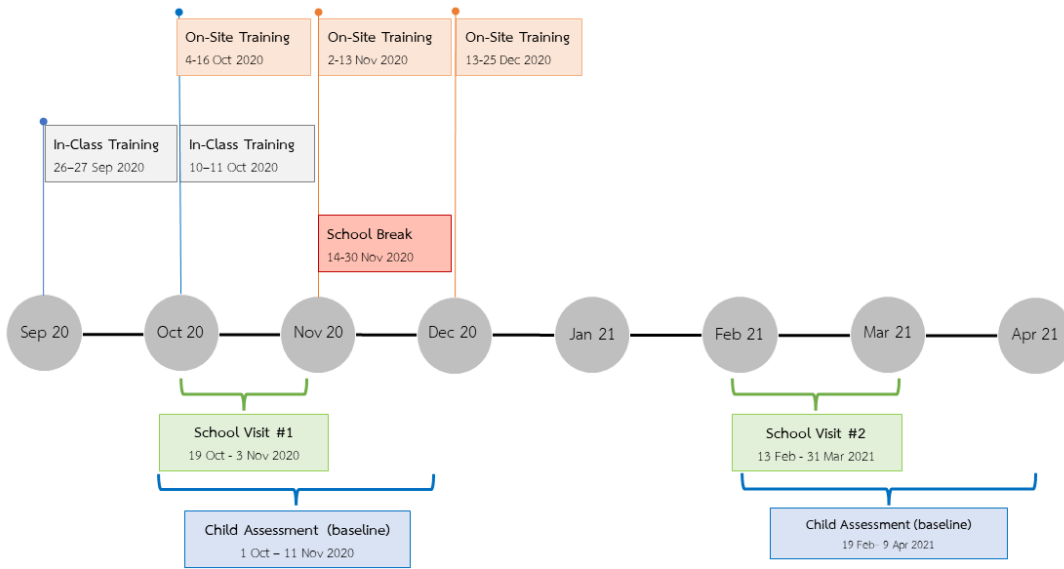 On-Site Training
4-16 Oct 2020
On-Site Training
2-13 Nov 2020
On-Site Training
13-25 Dec 2020
In-Class Training
26–27 Sep 2020
In-Class Training
10–11 Oct 2020
School Break
14-30 Nov 2020
Sep 20
Oct 20
Nov 20
Dec 20
Jan 21
Feb 21
Mar 21
Apr 21
School Visit #1
19 Oct - 3 Nov 2020
School Visit #2
13 Feb - 31 Mar 2021
Child Assessment (baseline)
1 Oct – 11 Nov 2020
Child Assessment (baseline)
19 Feb- 9 Apr 2021